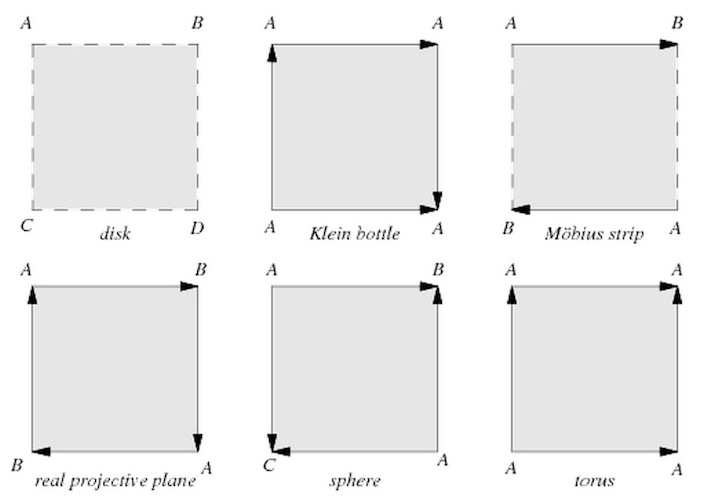 A B A A A B
C disk D A Klein bottle A B Möbius strip A
A B A B A A
B real projective plane A C sphere A A torus A